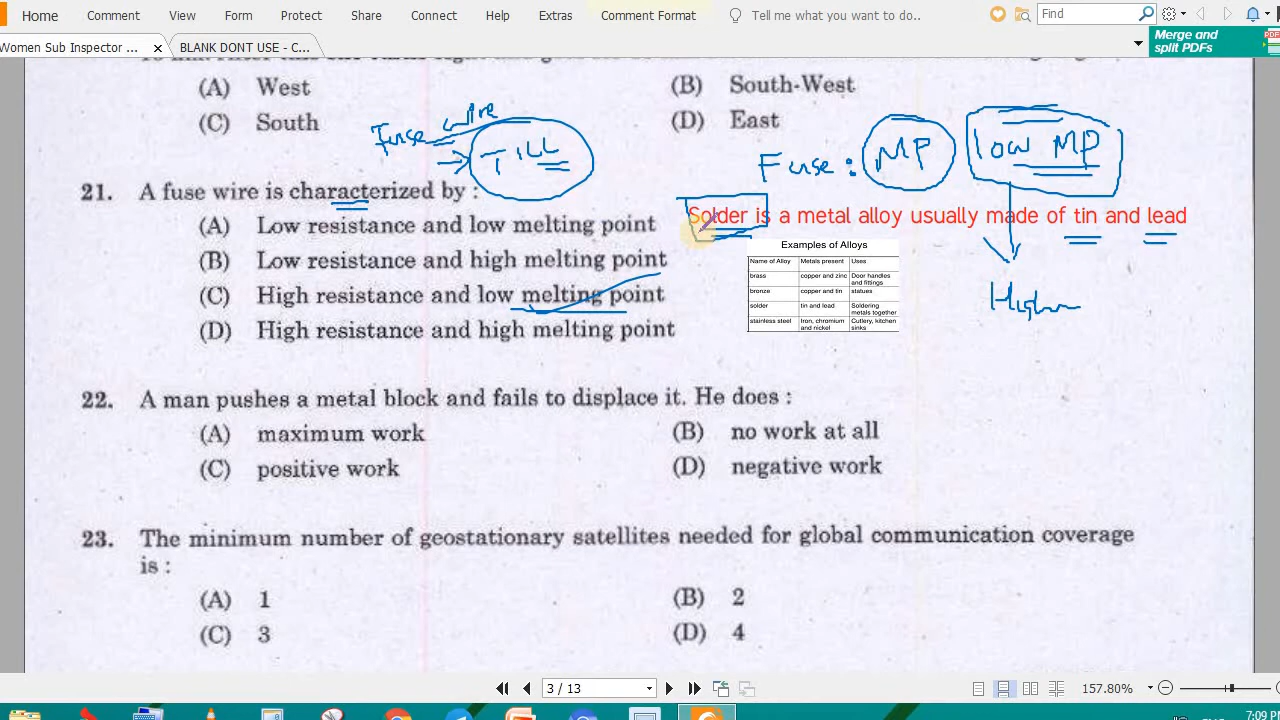 Home Comment View Form Protect Share Connect Help Extras Comment Format Tell me what you want to do.. Find
Women Sub Inspector ... × BLANK DONT USE - C... Merge and
split PDFs
(A) West (B) South-West
(C) South (D) East
Fuse wire
TILL
Fuse : MP low MP
21. A fuse wire is characterized by :
(A) Low resistance and low melting point
(B) Low resistance and high melting point
(C) High resistance and low melting point
(D) High resistance and high melting point
Solder is a metal alloy usually made of tin and lead
Examples of Alloys
Name of Alloy Metals present Uses
brass copper and zinc Door handles and fittings
bronze copper and tin statues
solder tin and lead Soldering metals together
stainless steel Iron, chromium and nickel Cutlery, kitchen sinks
22. A man pushes a metal block and fails to displace it. He does :
(A) maximum work (B) no work at all
(C) positive work (D) negative work
23. The minimum number of geostationary satellites needed for global communication coverage
is :
(A) 1 (B) 2
(C) 3 (D) 4
3 / 13 157.80%
7:09 PM